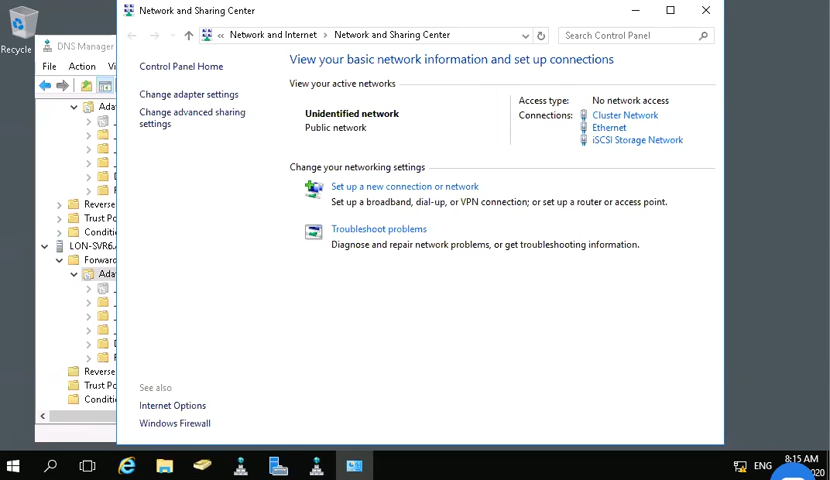 Network and Sharing Center
Network and Internet
Network and Sharing Center
Search Control Panel
Recycle
DNS Manager
File Action
Control Panel Home
Change adapter settings
Change advanced sharing
settings
View your basic network information and set up connections
View your active networks
Unidentified network
Public network
Access type: No network access
Connections: Cluster Network
Ethernet
iSCSI Storage Network
Change your networking settings
Set up a new connection or network
Set up a broadband, dial-up, or VPN connection; or set up a router or access point.
Troubleshoot problems
Diagnose and repair network problems, or get troubleshooting information.
Reverse
Trust Po
Conditi
LON-SVR6.
Forward
Ada
Reverse
Trust Po
Conditi
See also
Internet Options
Windows Firewall
ENG
8:15 AM